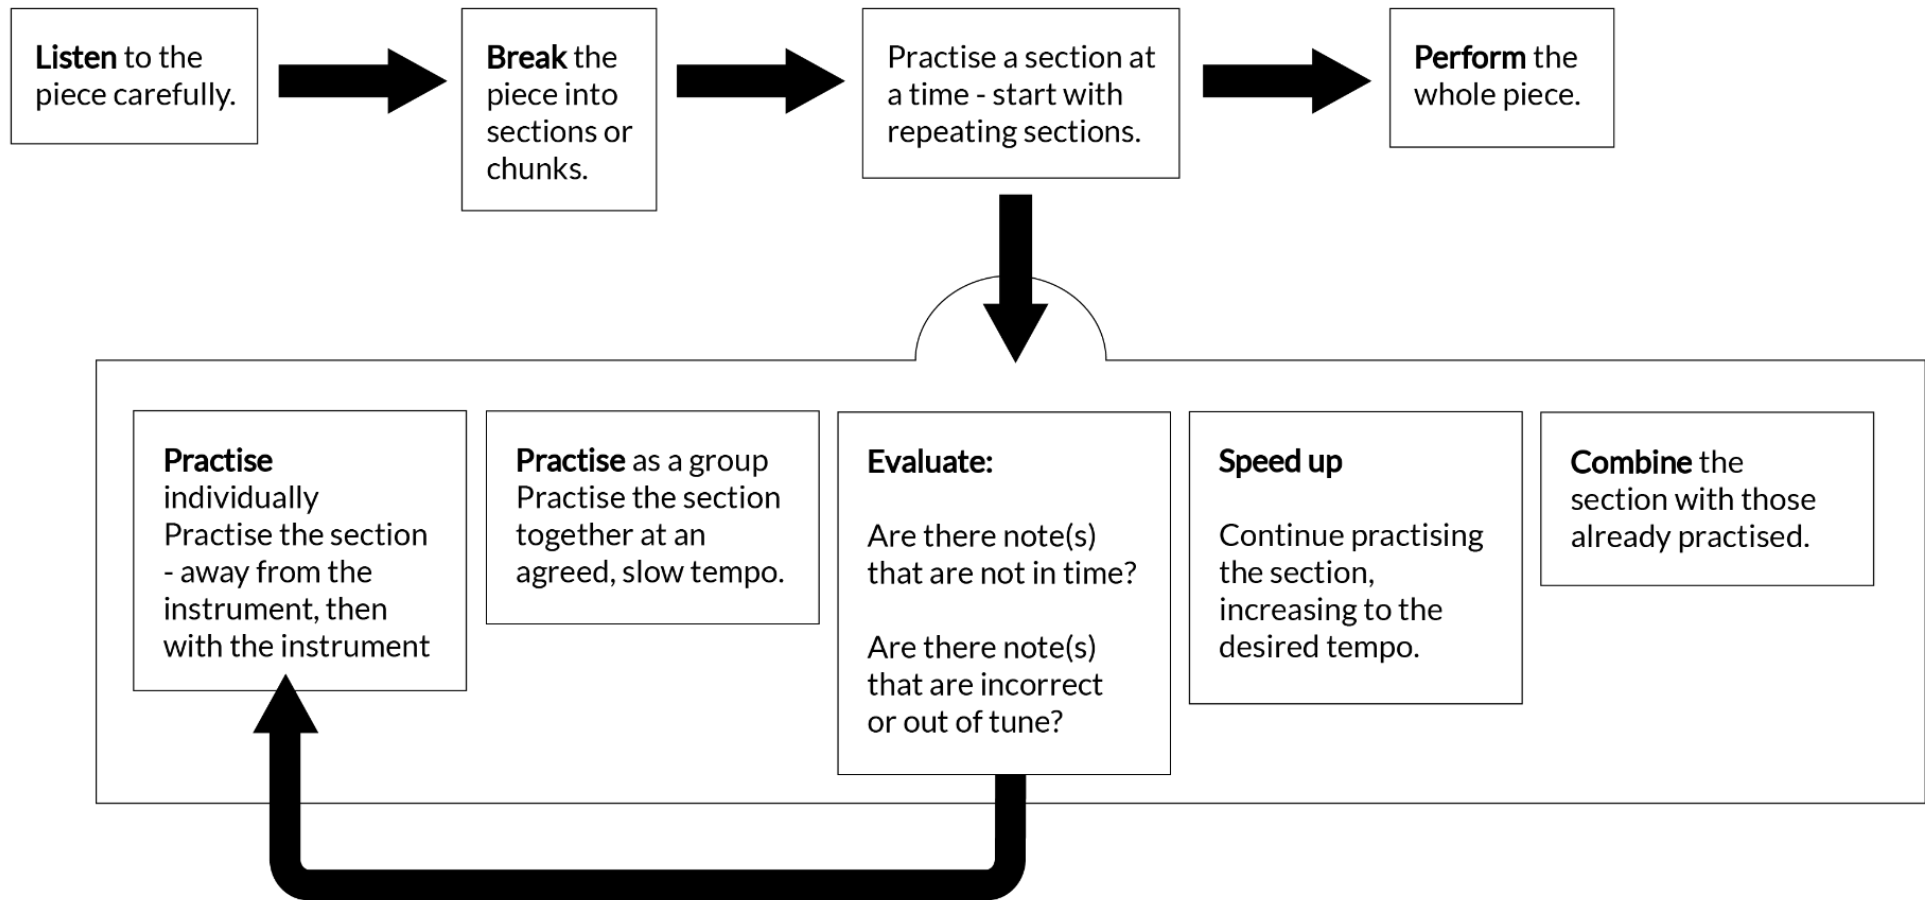 Listen to the
piece carefully.
Break the
piece into
sections or
chunks.
Practise a section at
a time - start with
repeating sections.
Perform the
whole piece.
Practise
individually
Practise the section
- away from the
instrument, then
with the instrument
Practise as a group
Practise the section
together at an
agreed, slow tempo.
Evaluate:
Are there note(s)
that are not in time?
Are there note(s)
that are incorrect
or out of tune?
Speed up
Continue practising
the section,
increasing to the
desired tempo.
Combine the
section with those
already practised.